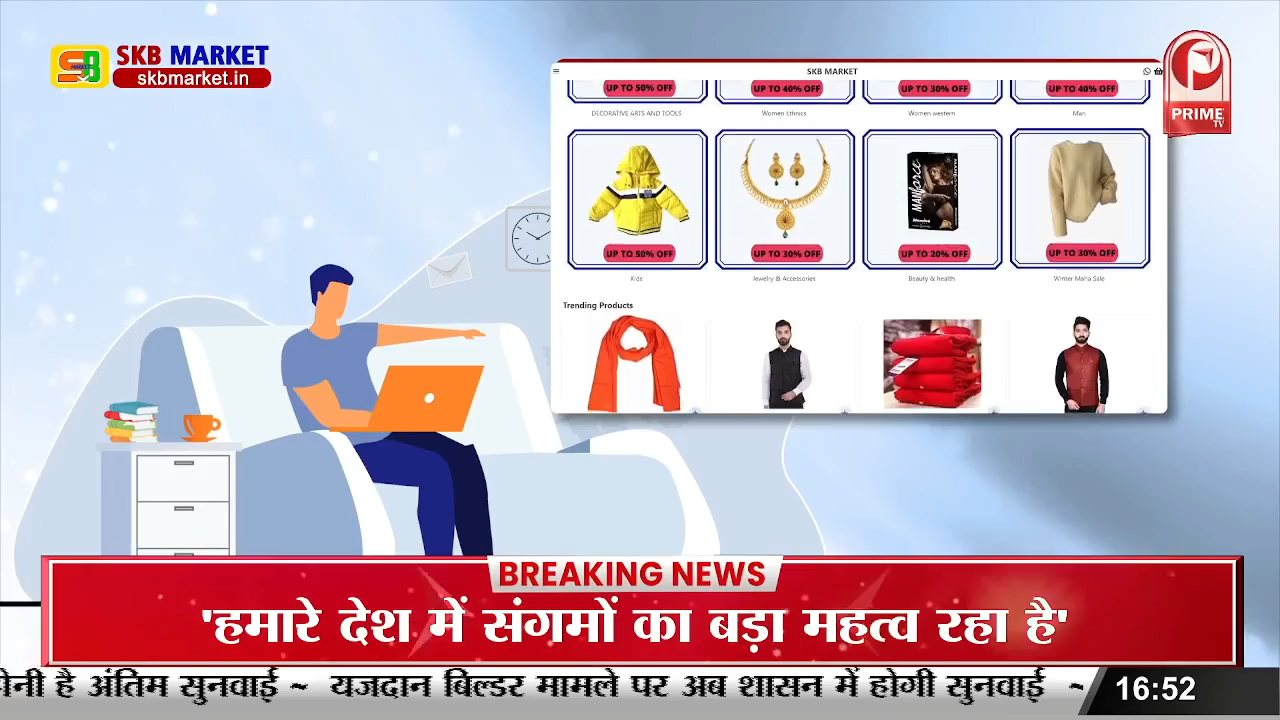 SKB MARKET
skbmarket.in
PRIME
TV
SKB MARKET
UP TO 50% OFF
UP TO 40% OFF
UP TO 30% OFF
UP TO 40% OFF
DECORATIVE ARTS AND TOOLS
Women Ethnics
Women western
Man
MANforce
UP TO 50% OFF
UP TO 30% OFF
UP TO 20% OFF
UP TO 30% OFF
Kids
Jewelry & Accessories
Beauty & health
Winter Maha Sale
Trending Products
BREAKING NEWS
'हमारे देश में संगमों का बड़ा महत्व रहा है'
है अंतिम सुनवाई ~ यजदान बिल्डर मामले पर अब शासन में होगी सुनवाई ~
16:52